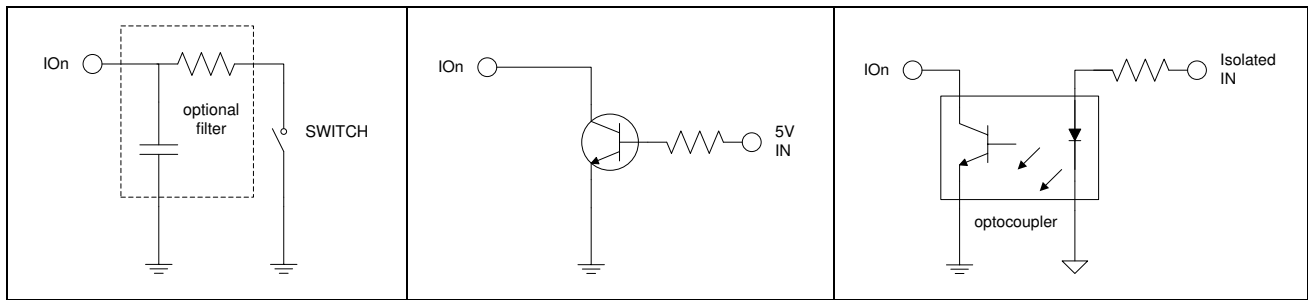 IOn
optional
filter
SWITCH
IOn
5V
IN
IOn
Isolated
IN
optocoupler